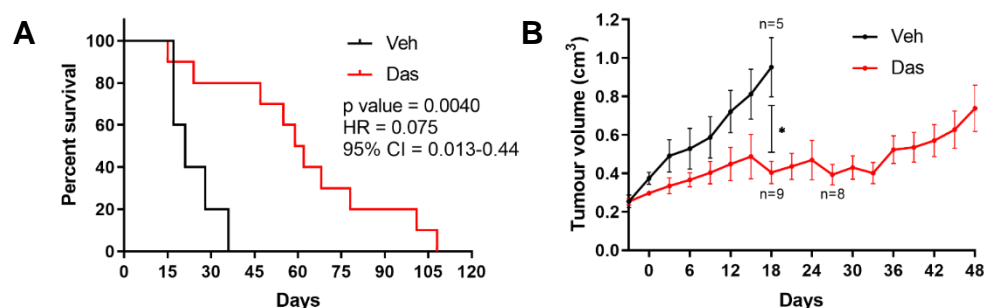 A
Percent survival
100
80
60
40
20
0
0 15 30 45 60 75 90 105 120
Days
Veh
Das
p value = 0.0040
HR = 0.075
95% CI = 0.013-0.44
B
Tumour volume (cm³)
1.0
0.8
0.6
0.4
0.2
0.0
0 6 12 18 24 30 36 42 48
Days
n=5
Veh
Das
*
n=9
n=8